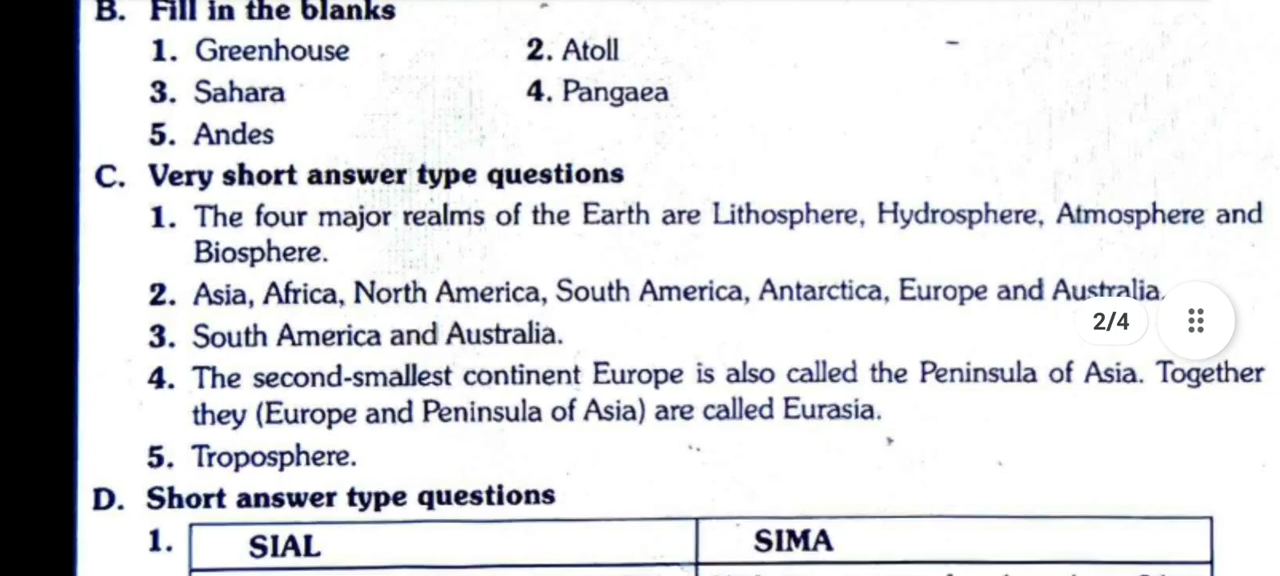 B. Fill in the blanks
1. Greenhouse 2. Atoll
3. Sahara 4. Pangaea
5. Andes
C. Very short answer type questions
1. The four major realms of the Earth are Lithosphere, Hydrosphere, Atmosphere and
Biosphere.
2. Asia, Africa, North America, South America, Antarctica, Europe and Australia.
2/4
3. South America and Australia.
4. The second-smallest continent Europe is also called the Peninsula of Asia. Together
they (Europe and Peninsula of Asia) are called Eurasia.
5. Troposphere.
D. Short answer type questions
1. SIAL SIMA